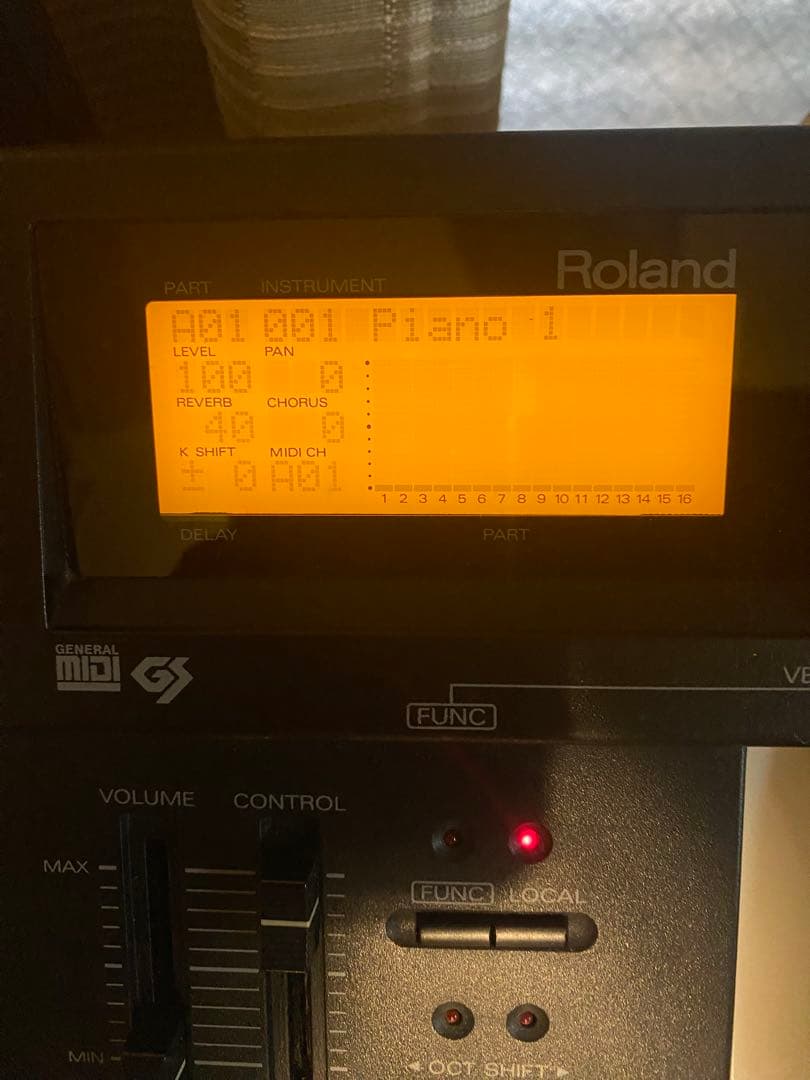 Roland
PART INSTRUMENT
A01 001 Piano 1
LEVEL PAN
100 0
REVERB CHORUS
40 0
K SHIFT MIDI CH
± 0 A01
1 2 3 4 5 6 7 8 9 10 11 12 13 14 15 16
DELAY PART
GENERAL
MIDI GS
VE
FUNC
VOLUME CONTROL
MAX
FUNC LOCAL
MIN
◄ OCT SHIFT ►